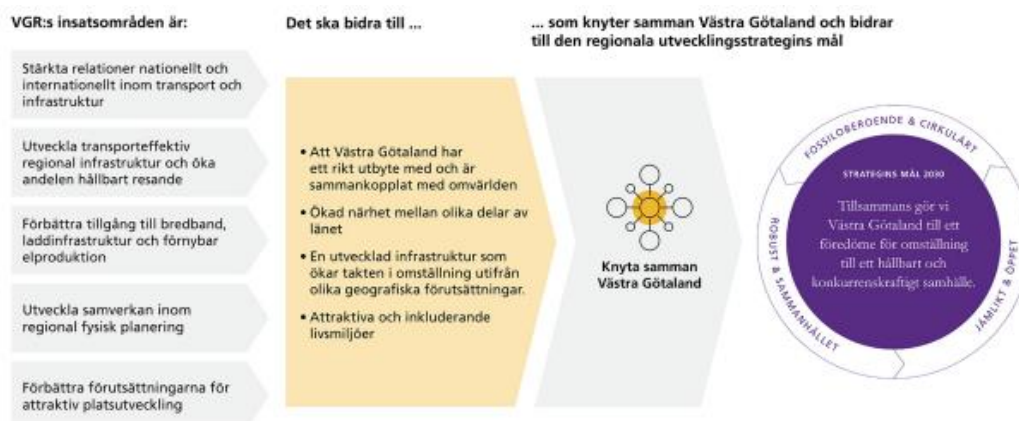 VGR:s insatsområden är:
Stärkta relationer nationellt och
internationellt inom transport och
infrastruktur
Utveckla transporteffektiv
regional infrastruktur och öka
andelen hållbart resande
Förbättra tillgång till bredband,
laddinfrastruktur och förnybar
elproduktion
Utveckla samverkan inom
regional fysisk planering
Förbättra förutsättningarna för
attraktiv platsutveckling
Det ska bidra till ...
• Att Västra Götaland har
ett rikt utbyte med och är
sammankopplat med omvärlden
• Ökad närhet mellan olika delar av
länet
• En utvecklad infrastruktur som
ökar takten i omställning utifrån
olika geografiska förutsättningar.
• Attraktiva och inkluderande
livsmiljöer
... som knyter samman Västra Götaland och bidrar
till den regionala utvecklingsstrategins mål
Knyta samman
Västra Götaland
FOSSILOBEROENDE & CIRKULÄRT
JÄMLIKT & ÖPPET
ROBUST & SAMMANHÅLLET
STRATEGINS MÅL 2030
Tillsammans gör vi
Västra Götaland till ett
föredöme för omställning
till ett hållbart och
konkurrenskraftigt samhälle.